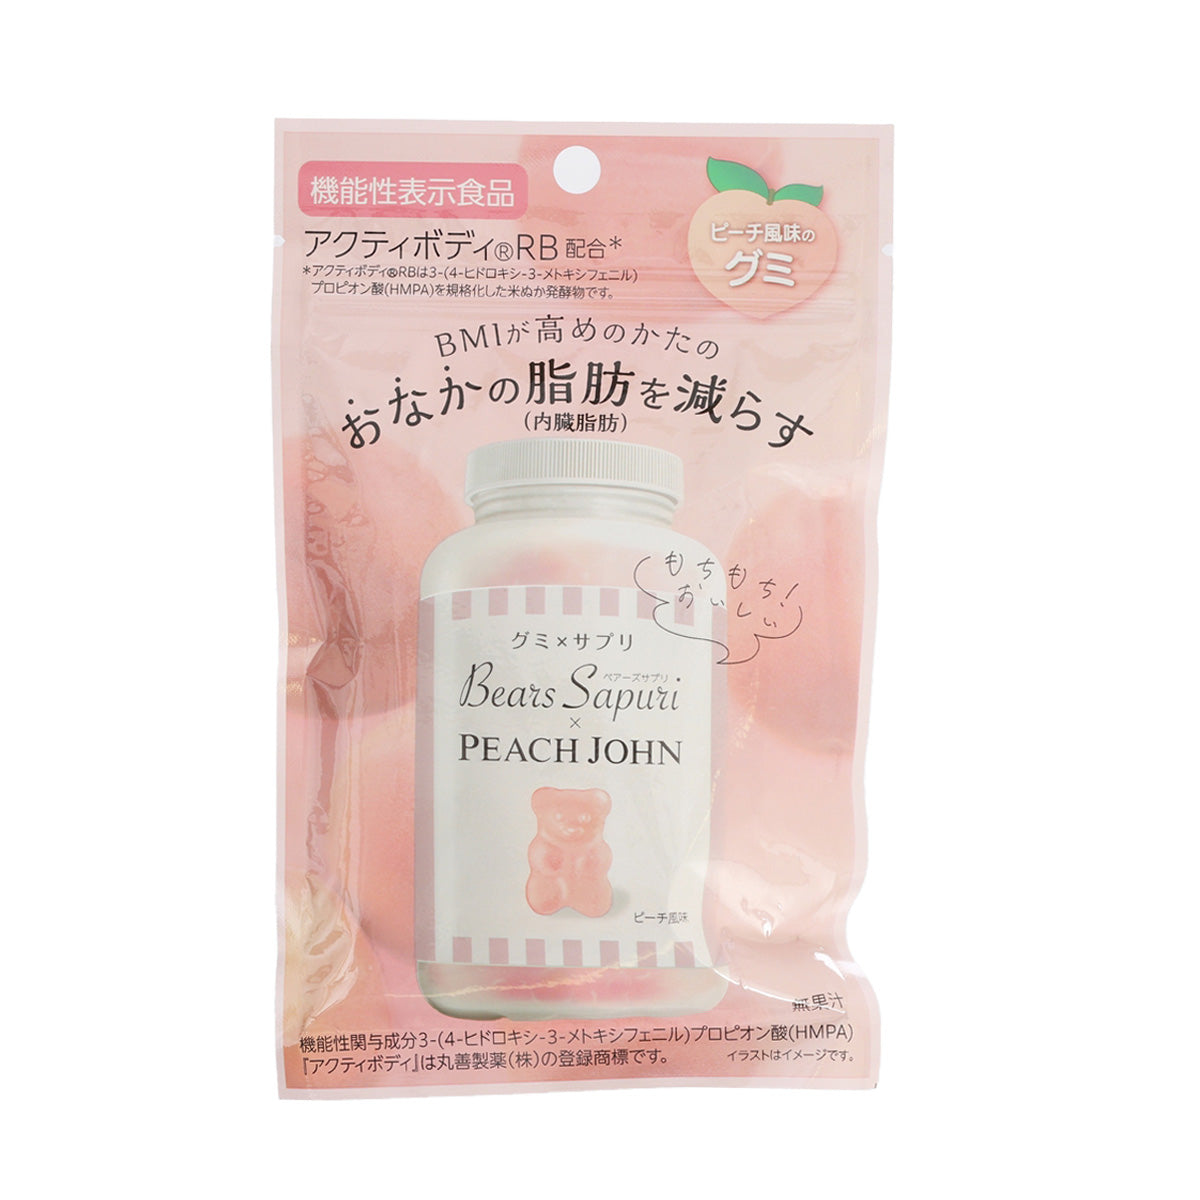 機能性表示食品
アクティボディ®RB 配合*
*アクティボディ®RBは3-(4-ヒドロキシ-3-メトキシフェニル)
プロピオン酸(HMPA)を規格化した米ぬか発酵物です。
ピーチ風味の
グミ
BMIが高めのかたの
おなかの脂肪を減らす
(内臓脂肪)
もちもち!
おいしい
グミ×サプリ
ベアーズサプリ
Bears Sapuri
×
PEACH JOHN
ピーチ風味
無果汁
機能性関与成分3-(4-ヒドロキシ-3-メトキシフェニル)プロピオン酸(HMPA)
『アクティボディ』は丸善製薬(株)の登録商標です。
イラストはイメージです。